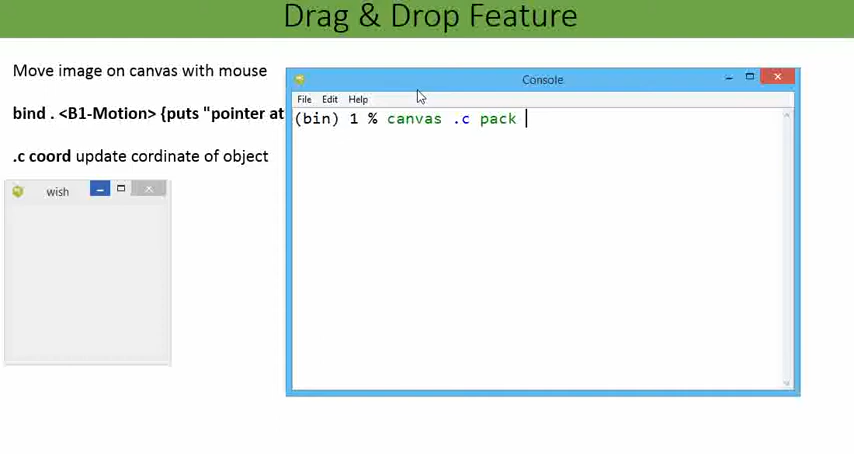 Drag & Drop Feature
Move image on canvas with mouse
bind . <B1-Motion> {puts "pointer at
.c coord update cordinate of object
wish
Console
File Edit Help
(bin) 1 % canvas .c pack